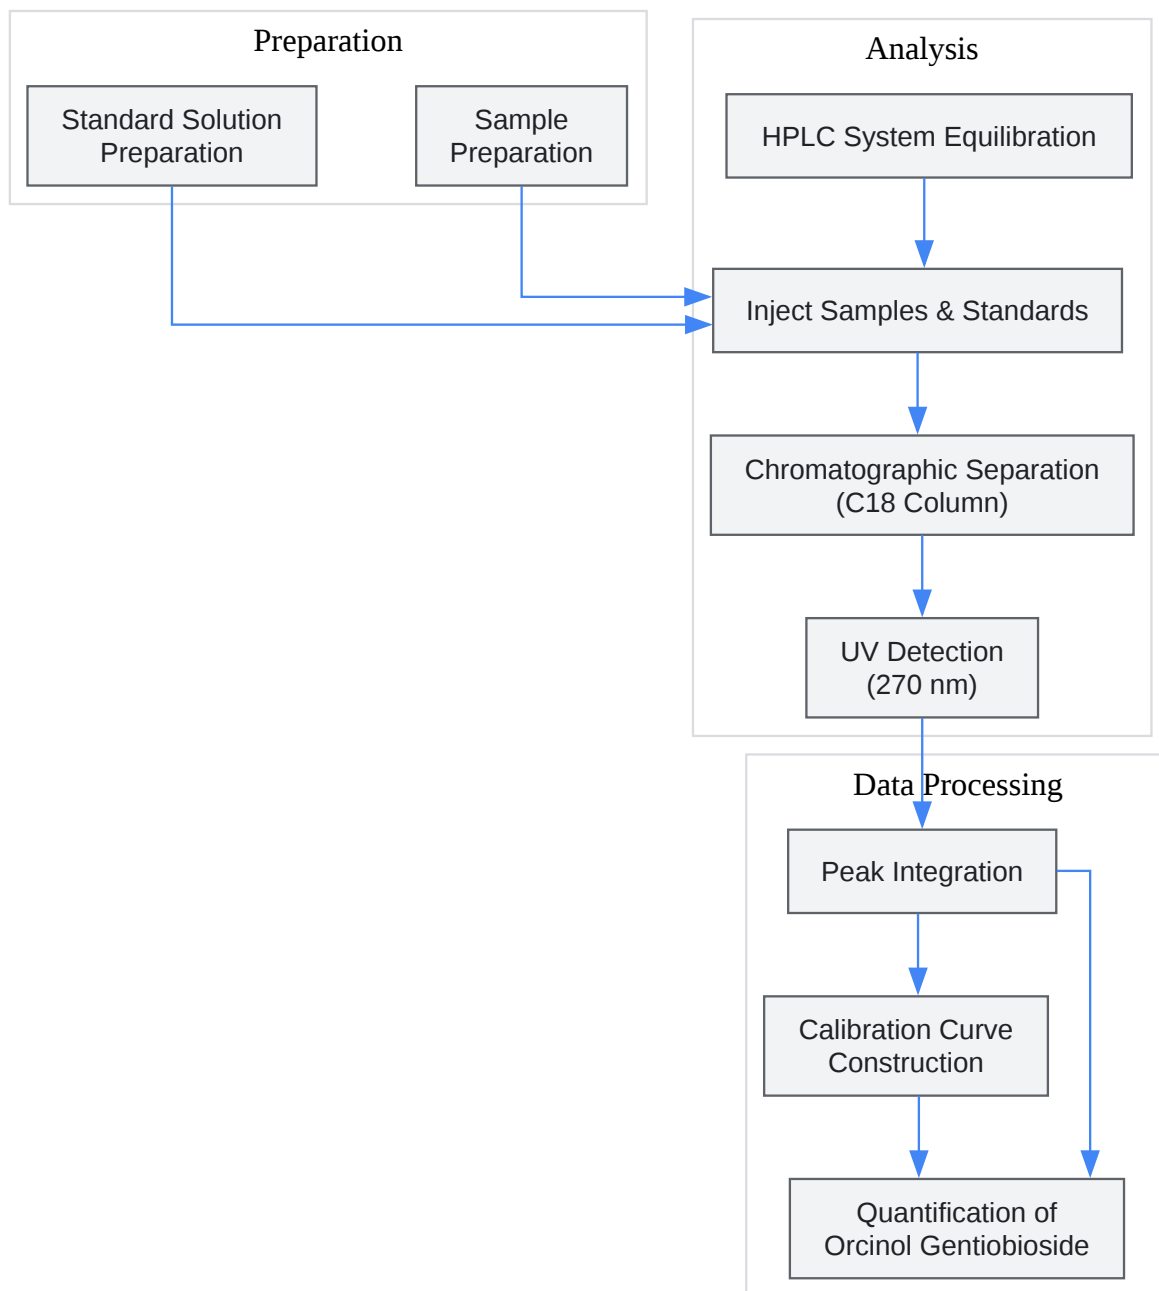 Preparation
Standard Solution
Preparation
Sample
Preparation
Analysis
HPLC System Equilibration
Inject Samples & Standards
Chromatographic Separation
(C18 Column)
UV Detection
(270 nm)
Data Processing
Peak Integration
Calibration Curve
Construction
Quantification of
Orcinol Gentiobioside